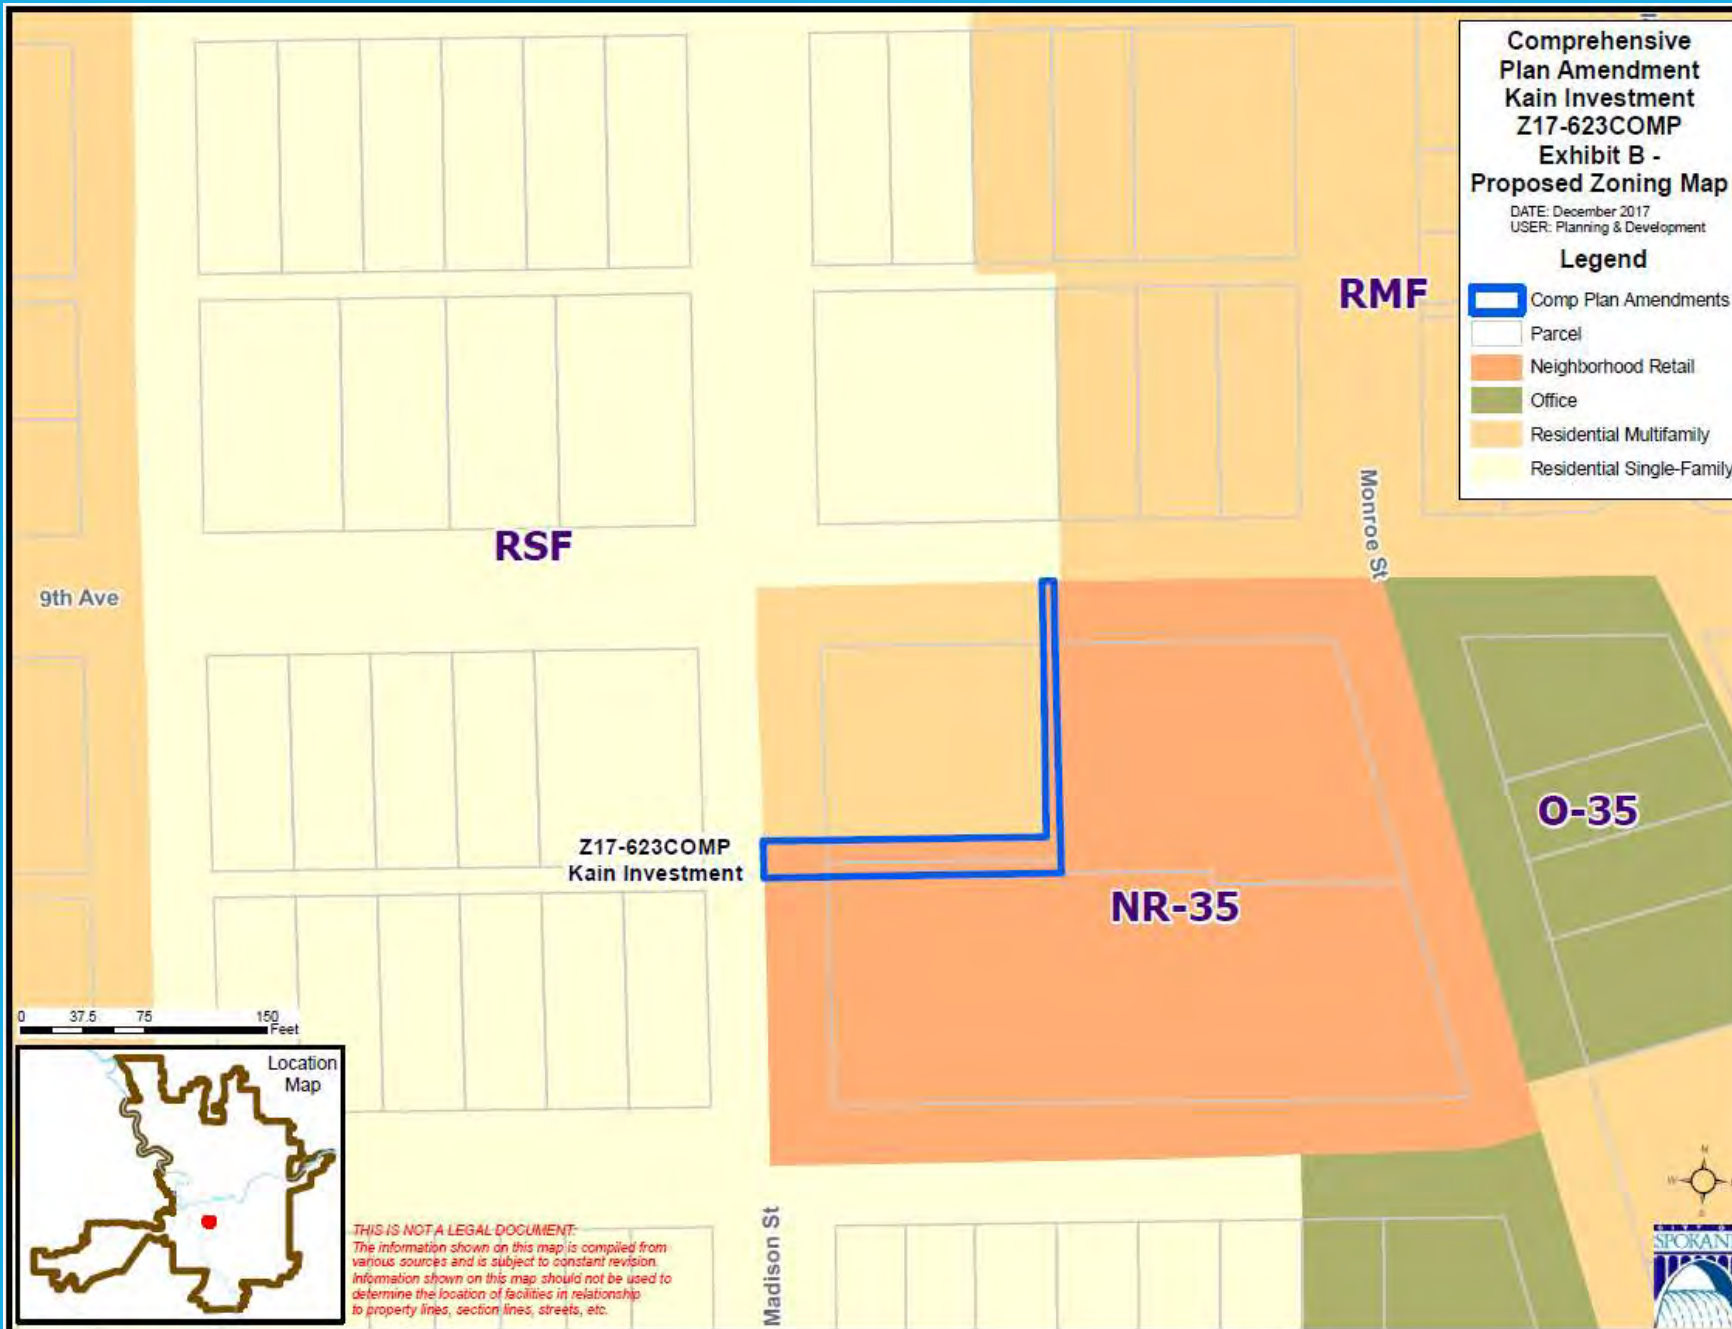 Comprehensive
Plan Amendment
Kain Investment
Z17-623COMP
Exhibit B -
Proposed Zoning Map
DATE: December 2017
USER: Planning & Development
Legend
Comp Plan Amendments
Parcel
Neighborhood Retail
Office
Residential Multifamily
Residential Single-Family
RMF
Monroe St
RSF
9th Ave
O-35
Z17-623COMP
Kain Investment
NR-35
0 37.5 75 150
Feet
Location
Map
THIS IS NOT A LEGAL DOCUMENT:
The information shown on this map is compiled from
various sources and is subject to constant revision.
Information shown on this map should not be used to
determine the location of facilities in relationship
to property lines, section lines, streets, etc.
Madison St
N
W
S
SPOKAN